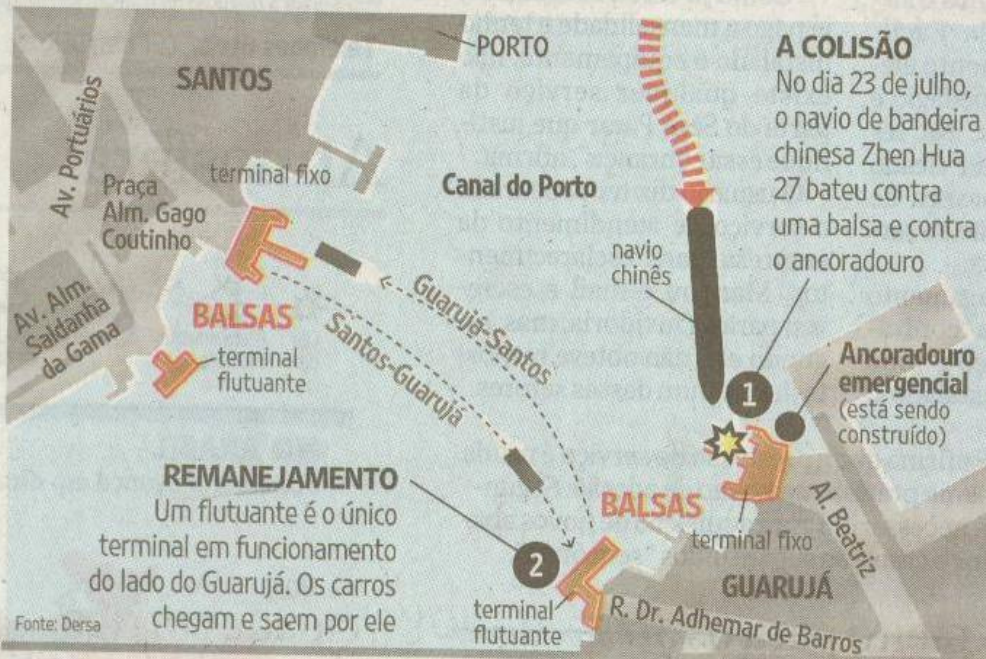 PORTO
SANTOS
Av. Portuários
terminal fixo
Praça
Alm. Gago
Coutinho
Canal do Porto
Av. Alm.
Saldanha
da Gama
BALSAS
terminal
flutuante
Guarujá-Santos
Santos-Guarujá
navio
chinês
A COLISÃO
No dia 23 de julho,
o navio de bandeira
chinesa Zhen Hua
27 bateu contra
uma balsa e contra
o ancoradouro
1
Ancoradouro
emergencial
(está sendo
construído)
BALSAS
terminal fixo
Al. Beatriz
GUARUJÁ
REMANEJAMENTO
Um flutuante é o único
terminal em funcionamento
do lado do Guarujá. Os carros
chegam e saem por ele
2
terminal
flutuante
R. Dr. Adhemar de Barros
Fonte: Dersa